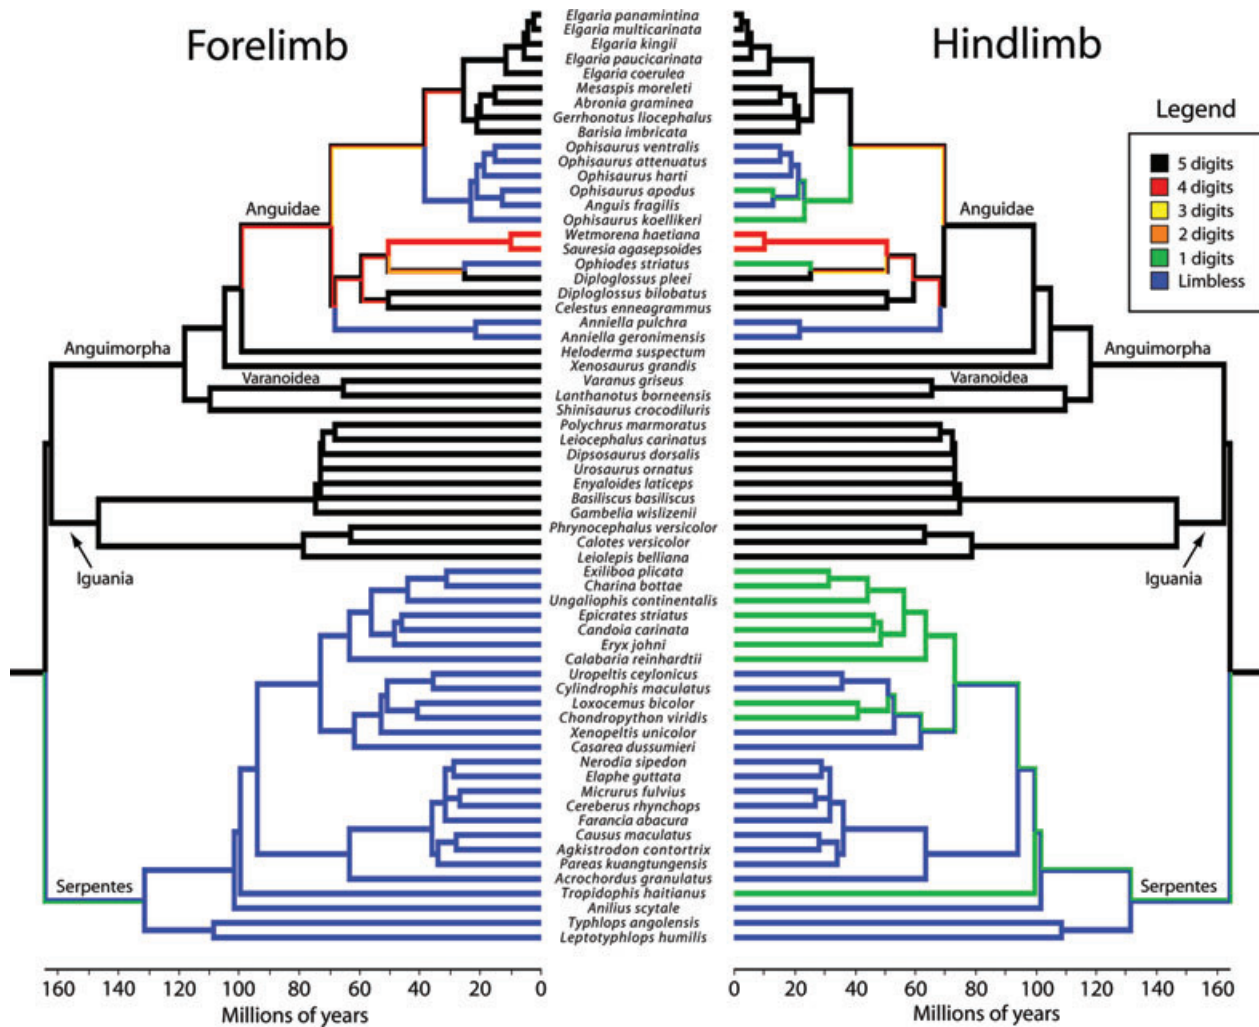 Forelimb
Hindlimb
Elgaria panamintina
Elgaria multicarinata
Elgaria kingii
Elgaria paucicarinata
Elgaria coerulea
Mesaspis moreleti
Abronia graminea
Gerrhonotus liocephalus
Barisia imbricata
Ophisaurus ventralis
Ophisaurus attenuatus
Ophisaurus harti
Ophisaurus apodus
Anguis fragilis
Ophisaurus koellikeri
Wetmorena haetiana
Sauresia agasepsoides
Ophiodes striatus
Diploglossus pleei
Diploglossus bilobatus
Celestus enneagrammus
Anniella pulchra
Anniella geronimensis
Heloderma suspectum
Xenosaurus grandis
Varanus griseus
Lanthanotus borneensis
Shinisaurus crocodiluris
Polychrus marmoratus
Leiocephalus carinatus
Dipsosaurus dorsalis
Urosaurus ornatus
Enyaloides laticeps
Basiliscus basiliscus
Gambelia wislizenii
Phrynocephalus versicolor
Calotes versicolor
Leiolepis belliana
Exiliboa plicata
Charina bottae
Ungaliophis continentalis
Epicrates striatus
Candoia carinata
Eryx johni
Calabaria reinhardtii
Uropeltis ceylonicus
Cylindrophis maculatus
Loxocemus bicolor
Chondropython viridis
Xenopeltis unicolor
Casarea dussumieri
Nerodia sipedon
Elaphe guttata
Micrurus fulvius
Cereberus rhynchops
Farancia abacura
Causus maculatus
Agkistrodon contortrix
Pareas kuangtungensis
Acrochordus granulatus
Tropidophis haitianus
Anilius scytale
Typhlops angolensis
Leptotyphlops humilis
Anguidae
Anguimorpha
Varanoidea
Iguania
Serpentes
Anguidae
Anguimorpha
Varanoidea
Iguania
Serpentes
Legend
5 digits
4 digits
3 digits
2 digits
1 digits
Limbless
160 140 120 100 80 60 40 20 0
Millions of years
0 20 40 60 80 100 120 140 160
Millions of years